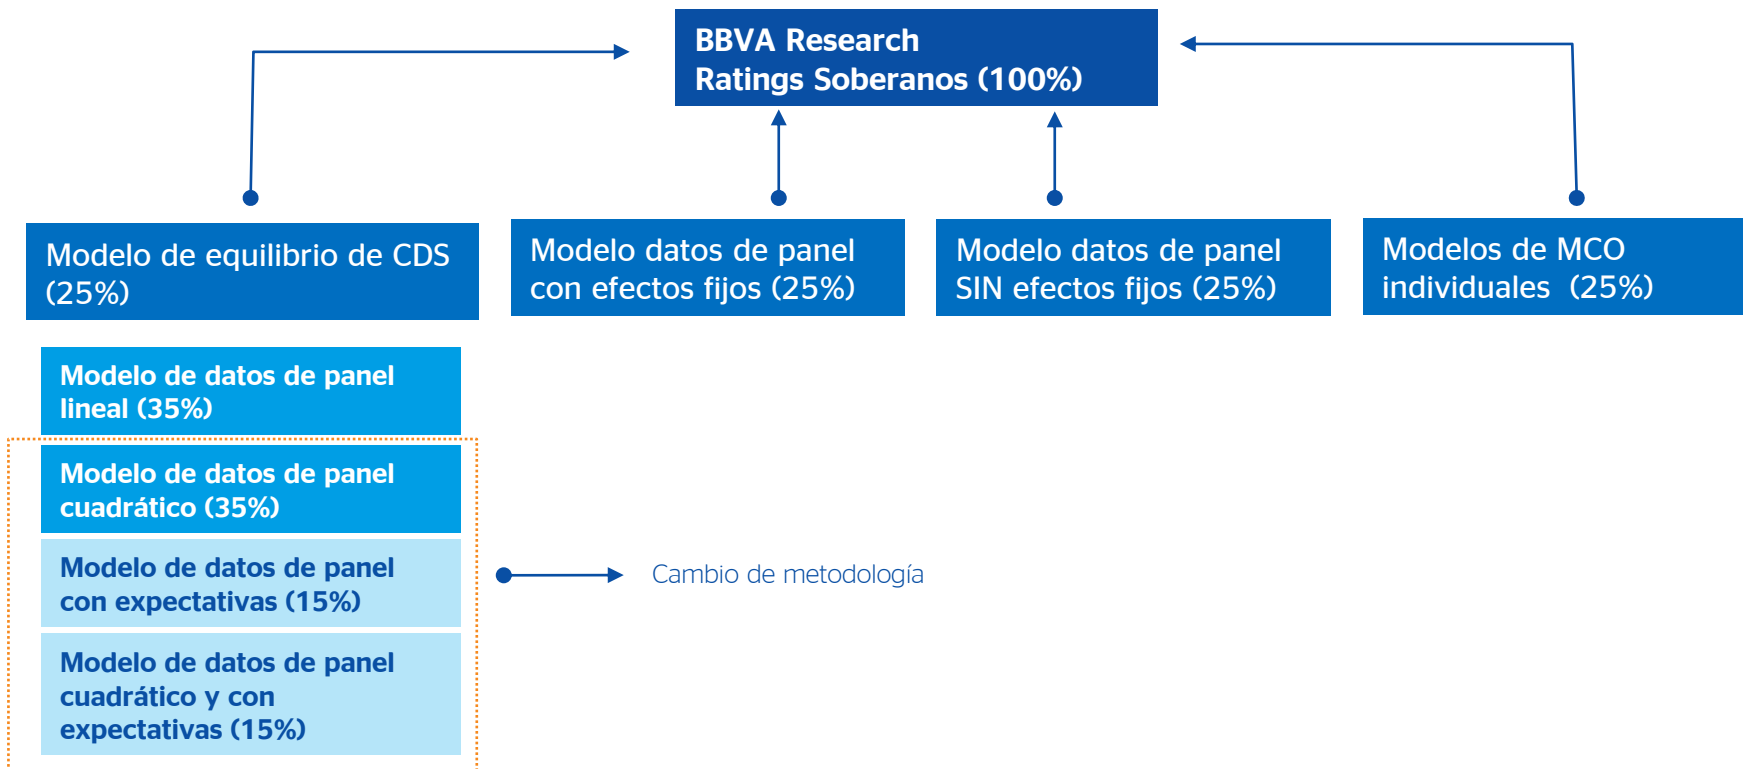 BBVA Research
Ratings Soberanos (100%)
Modelo de equilibrio de CDS
(25%)
Modelo datos de panel
con efectos fijos (25%)
Modelo datos de panel
SIN efectos fijos (25%)
Modelos de MCO
individuales (25%)
Modelo de datos de panel
lineal (35%)
Modelo de datos de panel
cuadrático (35%)
Modelo de datos de panel
con expectativas (15%)
Cambio de metodología
Modelo de datos de panel
cuadrático y con
expectativas (15%)